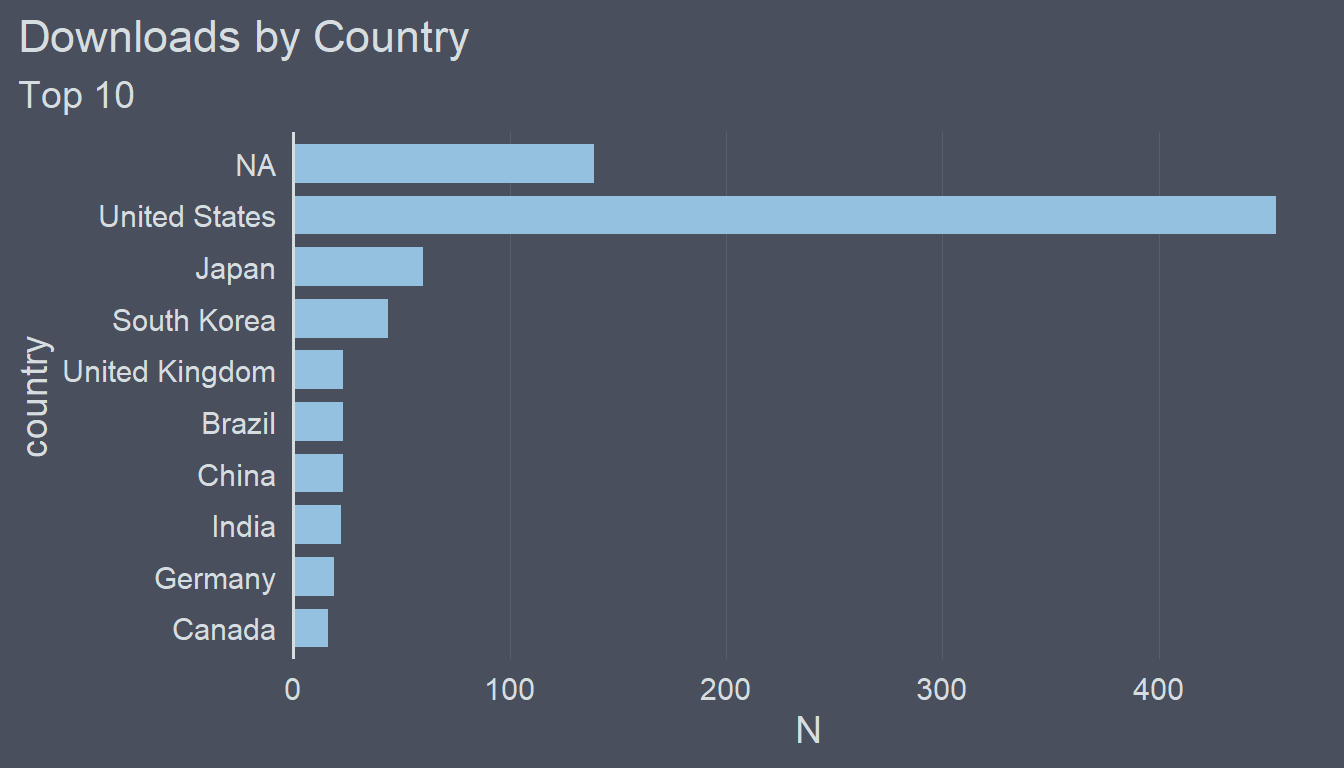 Downloads by Country
Top 10
NA
United States
Japan
South Korea
United Kingdom
Brazil
China
India
Germany
Canada
country
0 100 200 300 400
N